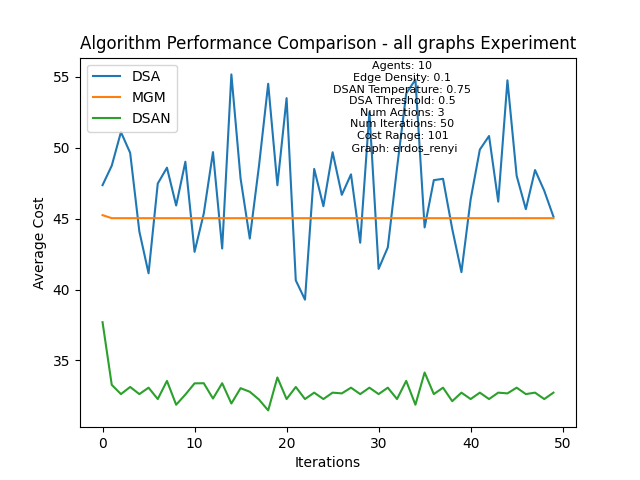 Algorithm Performance Comparison - all graphs Experiment
DSA
MGM
DSAN
Agents: 10
Edge Density: 0.1
DSAN Temperature: 0.75
DSA Threshold: 0.5
Num Actions: 3
Num Iterations: 50
Cost Range: 101
Graph: erdos_renyi
Average Cost
55
50
45
40
35
0
10
20
30
40
50
Iterations